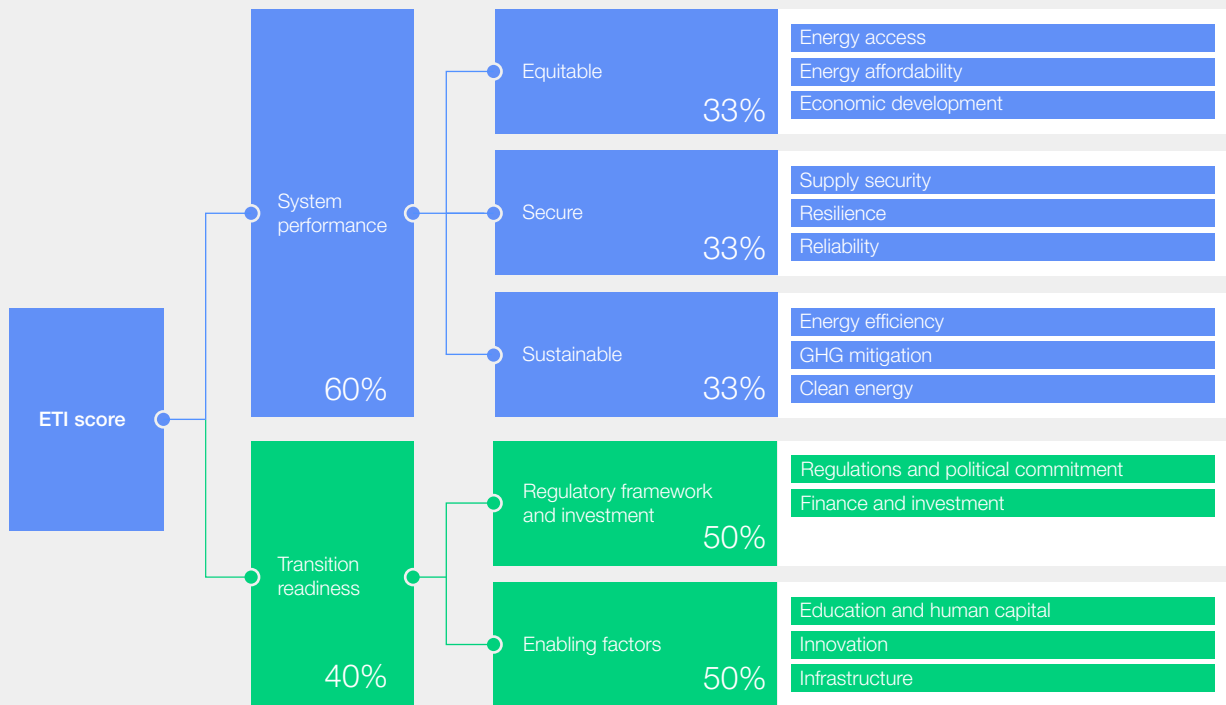 ETI score
System
performance
60%
Equitable
33%
Energy access
Energy affordability
Economic development
Secure
33%
Supply security
Resilience
Reliability
Sustainable
33%
Energy efficiency
GHG mitigation
Clean energy
Transition
readiness
40%
Regulatory framework
and investment
50%
Regulations and political commitment
Finance and investment
Enabling factors
50%
Education and human capital
Innovation
Infrastructure